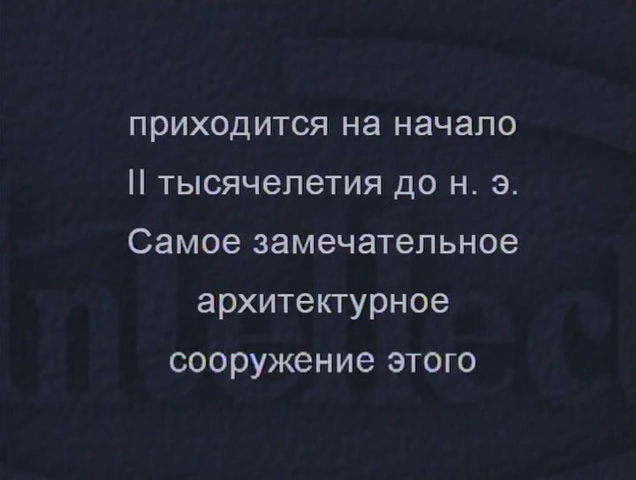 приходится на начало
II тысячелетия до н. э.
Самое замечательное
архитектурное
сооружение этого